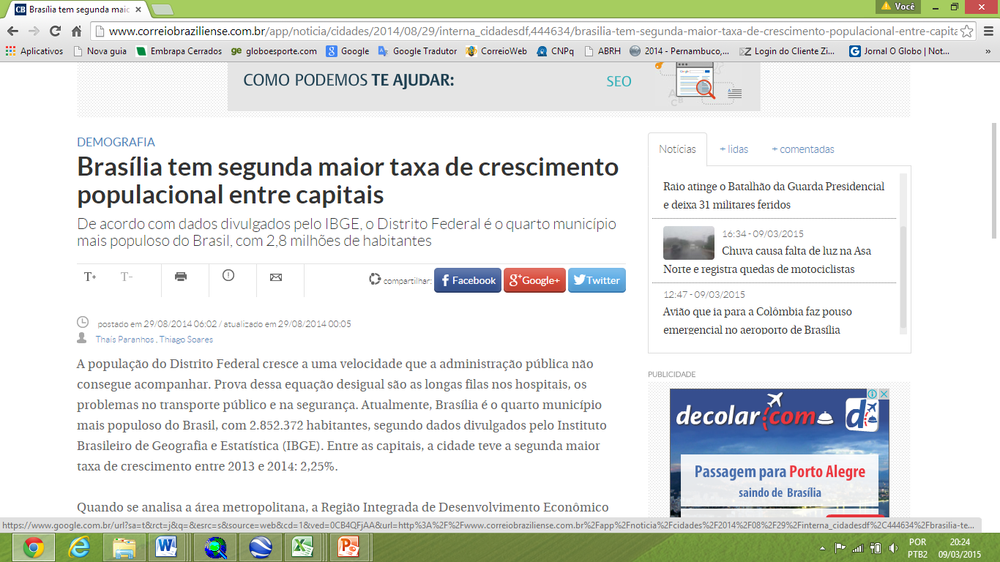 CB Brasília tem segunda maic
Você
www.correiobraziliense.com.br/app/noticia/cidades/2014/08/29/interna_cidadesdf,444634/brasilia-tem-segunda-maior-taxa-de-crescimento-populacional-entre-capita
Aplicativos Nova guia Embrapa Cerrados ge globoesporte.com Google Google Tradutor CorreioWeb CNPq ABRH 2014 - Pernambuco,... Login do Cliente Zi... Jornal O Globo | Not... »
COMO PODEMOS TE AJUDAR: SEO
DEMOGRAFIA
Brasília tem segunda maior taxa de crescimento
populacional entre capitais
De acordo com dados divulgados pelo IBGE, o Distrito Federal é o quarto município
mais populoso do Brasil, com 2,8 milhões de habitantes
T+ T- compartilhar: Facebook Google+ Twitter
postado em 29/08/2014 06:02 / atualizado em 29/08/2014 00:05
Thaís Paranhos , Thiago Soares
A população do Distrito Federal cresce a uma velocidade que a administração pública não
consegue acompanhar. Prova dessa equação desigual são as longas filas nos hospitais, os
problemas no transporte público e na segurança. Atualmente, Brasília é o quarto município
mais populoso do Brasil, com 2.852.372 habitantes, segundo dados divulgados pelo Instituto
Brasileiro de Geografia e Estatística (IBGE). Entre as capitais, a cidade teve a segunda maior
taxa de crescimento entre 2013 e 2014: 2,25%.
Quando se analisa a área metropolitana, a Região Integrada de Desenvolvimento Econômico
Notícias + lidas + comentadas
Raio atinge o Batalhão da Guarda Presidencial
e deixa 31 militares feridos
16:34 - 09/03/2015
Chuva causa falta de luz na Asa
Norte e registra quedas de motociclistas
12:47 - 09/03/2015
Avião que ia para a Colômbia faz pouso
emergencial no aeroporto de Brasília
PUBLICIDADE
decolar.com d
Passagem para Porto Alegre
saindo de Brasília
https://www.google.com.br/url?sa=t&rct=j&q=&esrc=s&source=web&cd=1&ved=0CB4QFjAA&url=http%3A%2F%2Fwww.correiobraziliense.com.br%2Fapp%2Fnoticia%2Fcidades%2F2014%2F08%2F29%2Finterna_cidadesdf%2C444634%2Fbrasilia-te...
POR 20:24
PTB2 09/03/2015